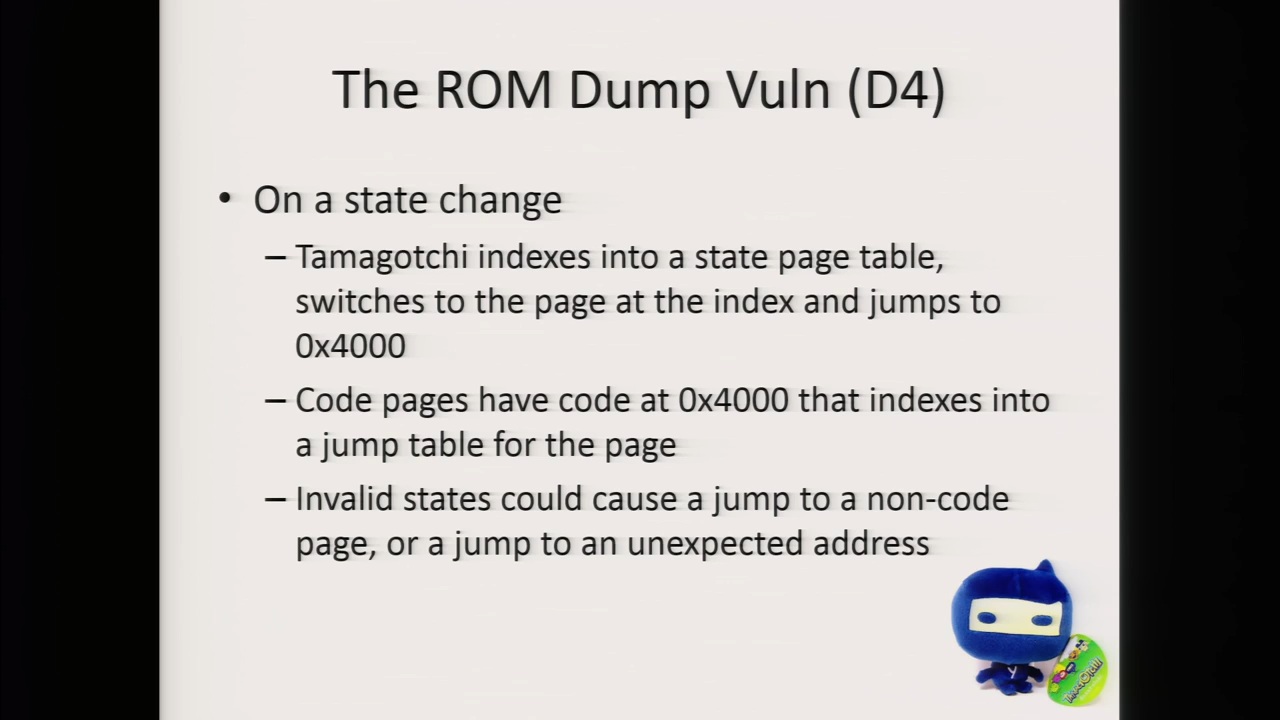 The ROM Dump Vuln (D4)
• On a state change
– Tamagotchi indexes into a state page table,
switches to the page at the index and jumps to
0x4000
– Code pages have code at 0x4000 that indexes into
a jump table for the page
– Invalid states could cause a jump to a non-code
page, or a jump to an unexpected address